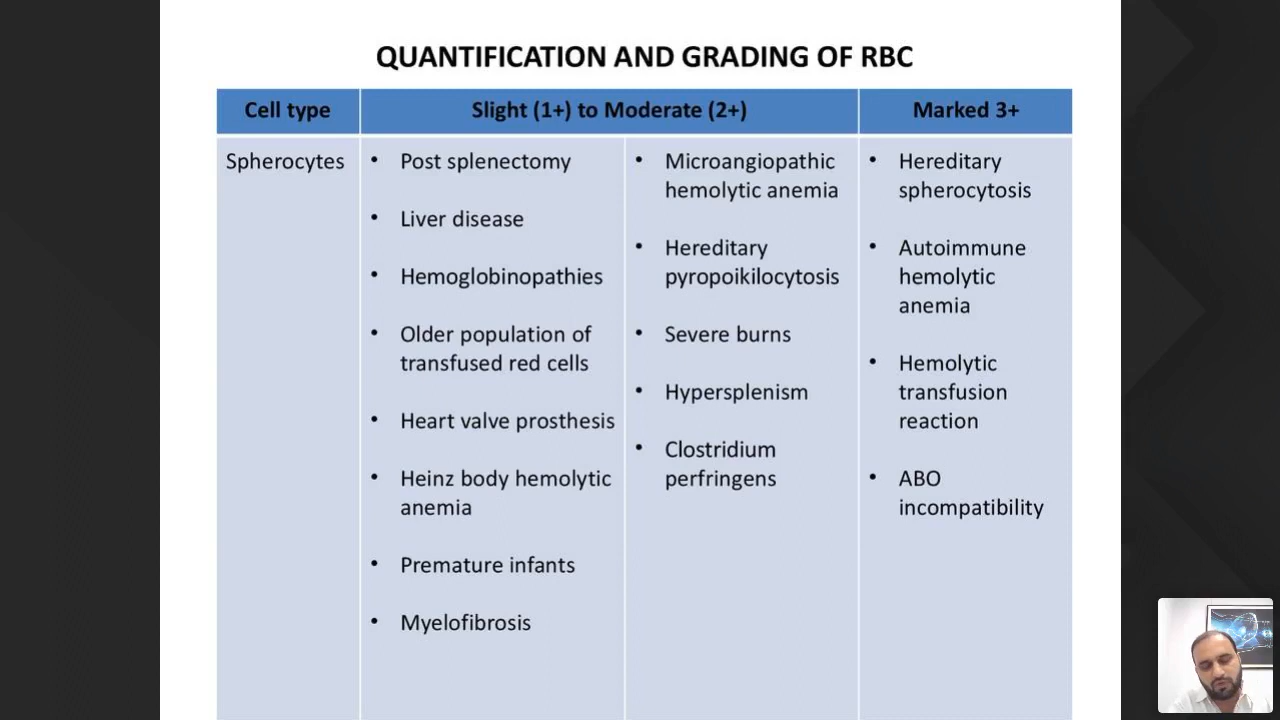 QUANTIFICATION AND GRADING OF RBC
Cell type
Slight (1+) to Moderate (2+)
Marked 3+
Spherocytes
• Post splenectomy
• Liver disease
• Hemoglobinopathies
• Older population of
transfused red cells
• Heart valve prosthesis
• Heinz body hemolytic
anemia
• Premature infants
• Myelofibrosis
• Microangiopathic
hemolytic anemia
• Hereditary
pyropoikilocytosis
• Severe burns
• Hypersplenism
• Clostridium
perfringens
• Hereditary
spherocytosis
• Autoimmune
hemolytic
anemia
• Hemolytic
transfusion
reaction
• ABO
incompatibility